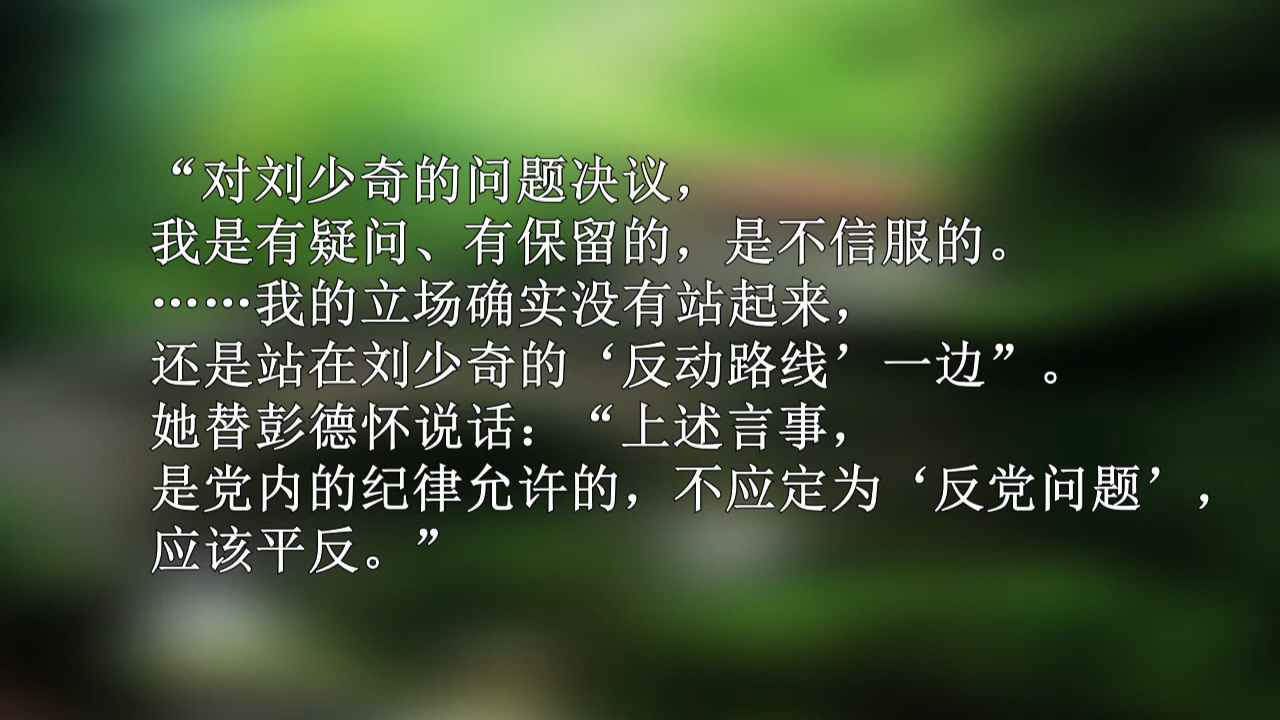 “对刘少奇的问题决议，
我是有疑问、有保留的，是不信服的。
……我的立场确实没有站起来，
还是站在刘少奇的‘反动路线’一边”。
她替彭德怀说话：“上述言事，
是党内的纪律允许的，不应定为‘反党问题’，
应该平反。”